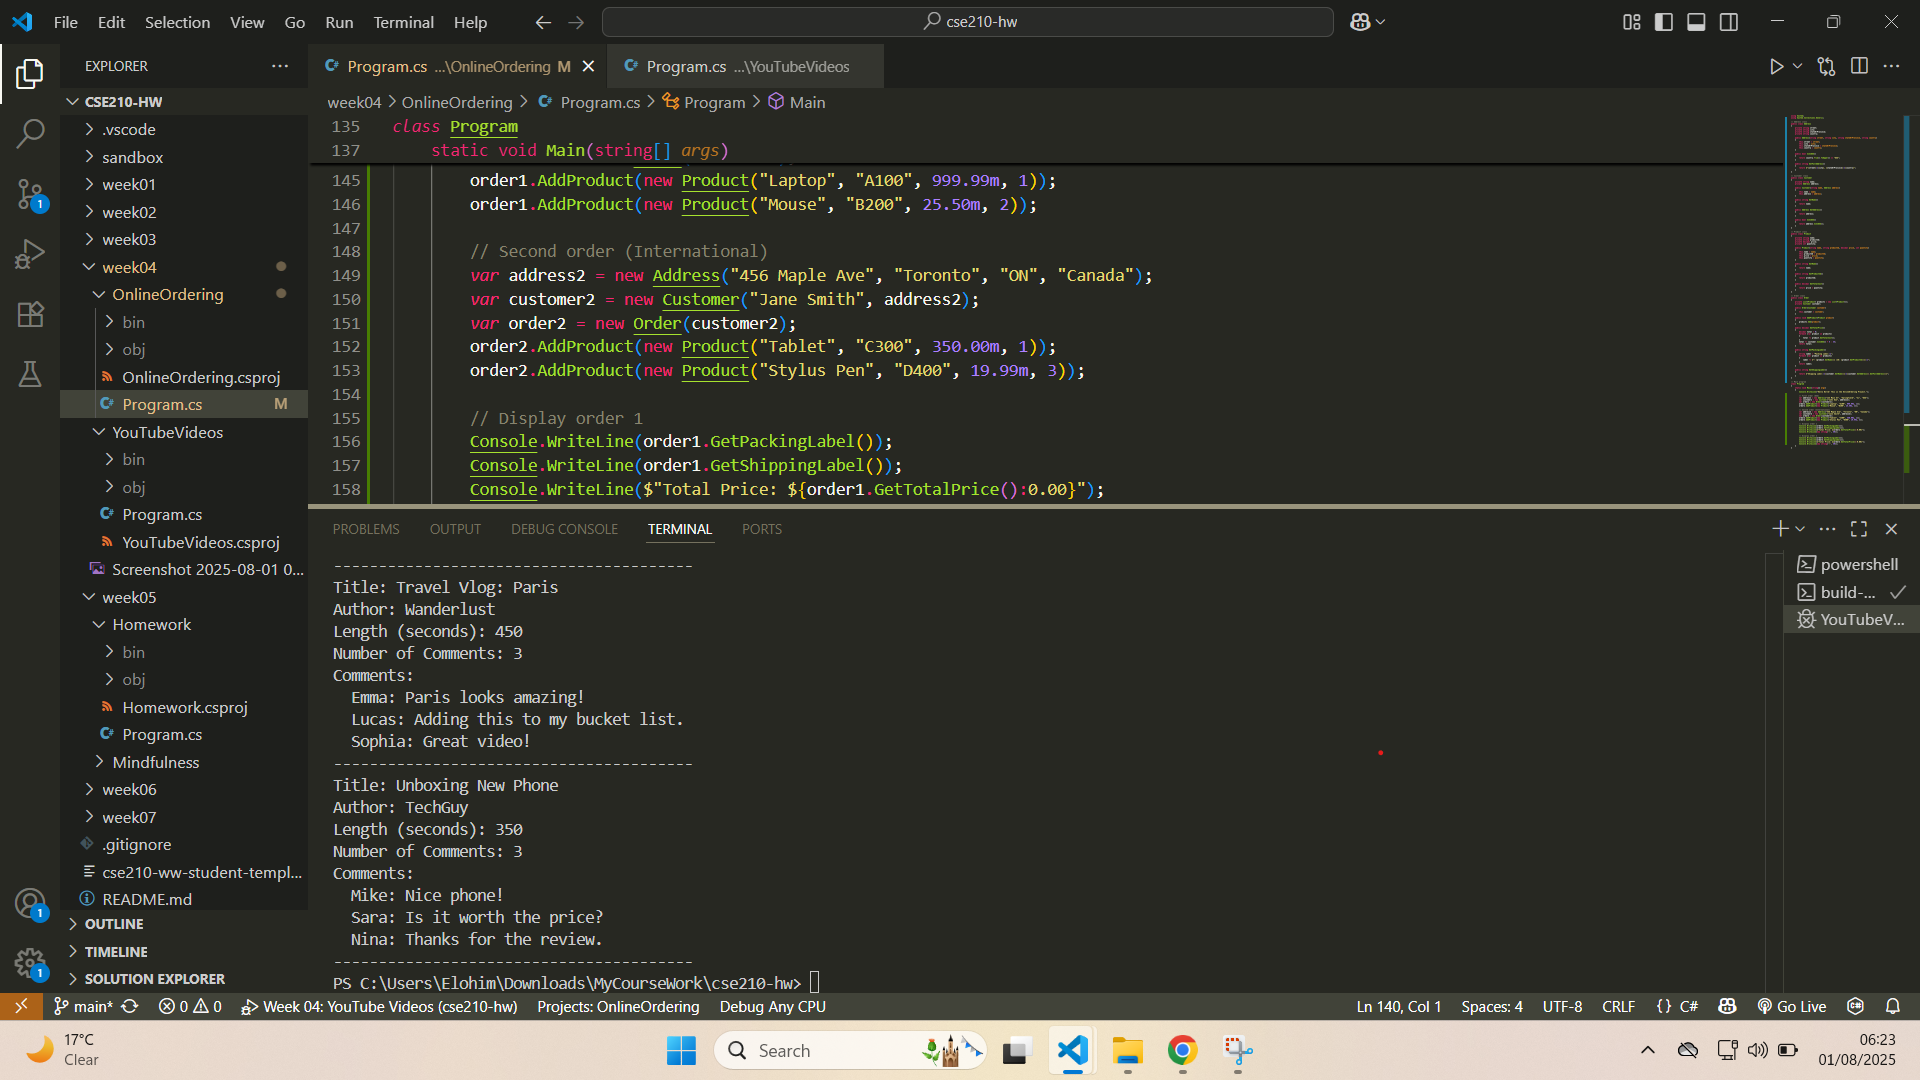 File Edit Selection View Go Run Terminal Help
cse210-hw
EXPLORER
CSE210-HW
.vscode
sandbox
week01
week02
week03
week04
OnlineOrdering
bin
obj
OnlineOrdering.csproj
Program.cs M
YouTubeVideos
bin
obj
Program.cs
YouTubeVideos.csproj
Screenshot 2025-08-01 0...
week05
Homework
bin
obj
Homework.csproj
Program.cs
Mindfulness
week06
week07
.gitignore
cse210-ww-student-templ...
README.md
OUTLINE
TIMELINE
SOLUTION EXPLORER
1
1
1
Program.cs ...\OnlineOrdering M
Program.cs ...\YouTubeVideos
week04 > OnlineOrdering > Program.cs > Program > Main
135 class Program
137 static void Main(string[] args)
145 order1.AddProduct(new Product("Laptop", "A100", 999.99m, 1));
146 order1.AddProduct(new Product("Mouse", "B200", 25.50m, 2));
147
148 // Second order (International)
149 var address2 = new Address("456 Maple Ave", "Toronto", "ON", "Canada");
150 var customer2 = new Customer("Jane Smith", address2);
151 var order2 = new Order(customer2);
152 order2.AddProduct(new Product("Tablet", "C300", 350.00m, 1));
153 order2.AddProduct(new Product("Stylus Pen", "D400", 19.99m, 3));
154
155 // Display order 1
156 Console.WriteLine(order1.GetPackingLabel());
157 Console.WriteLine(order1.GetShippingLabel());
158 Console.WriteLine($"Total Price: ${order1.GetTotalPrice():0.00}");
PROBLEMS OUTPUT DEBUG CONSOLE TERMINAL PORTS
----------------------------------------
Title: Travel Vlog: Paris
Author: Wanderlust
Length (seconds): 450
Number of Comments: 3
Comments:
Emma: Paris looks amazing!
Lucas: Adding this to my bucket list.
Sophia: Great video!
----------------------------------------
Title: Unboxing New Phone
Author: TechGuy
Length (seconds): 350
Number of Comments: 3
Comments:
Mike: Nice phone!
Sara: Is it worth the price?
Nina: Thanks for the review.
----------------------------------------
PS C:\Users\Elohim\Downloads\MyCourseWork\cse210-hw>
powershell
build-...
YouTubeV...
main* 0 0 Week 04: YouTube Videos (cse210-hw) Projects: OnlineOrdering Debug Any CPU
Ln 140, Col 1 Spaces: 4 UTF-8 CRLF {} C# Go Live
17°C
Clear
Search
06:23
01/08/2025